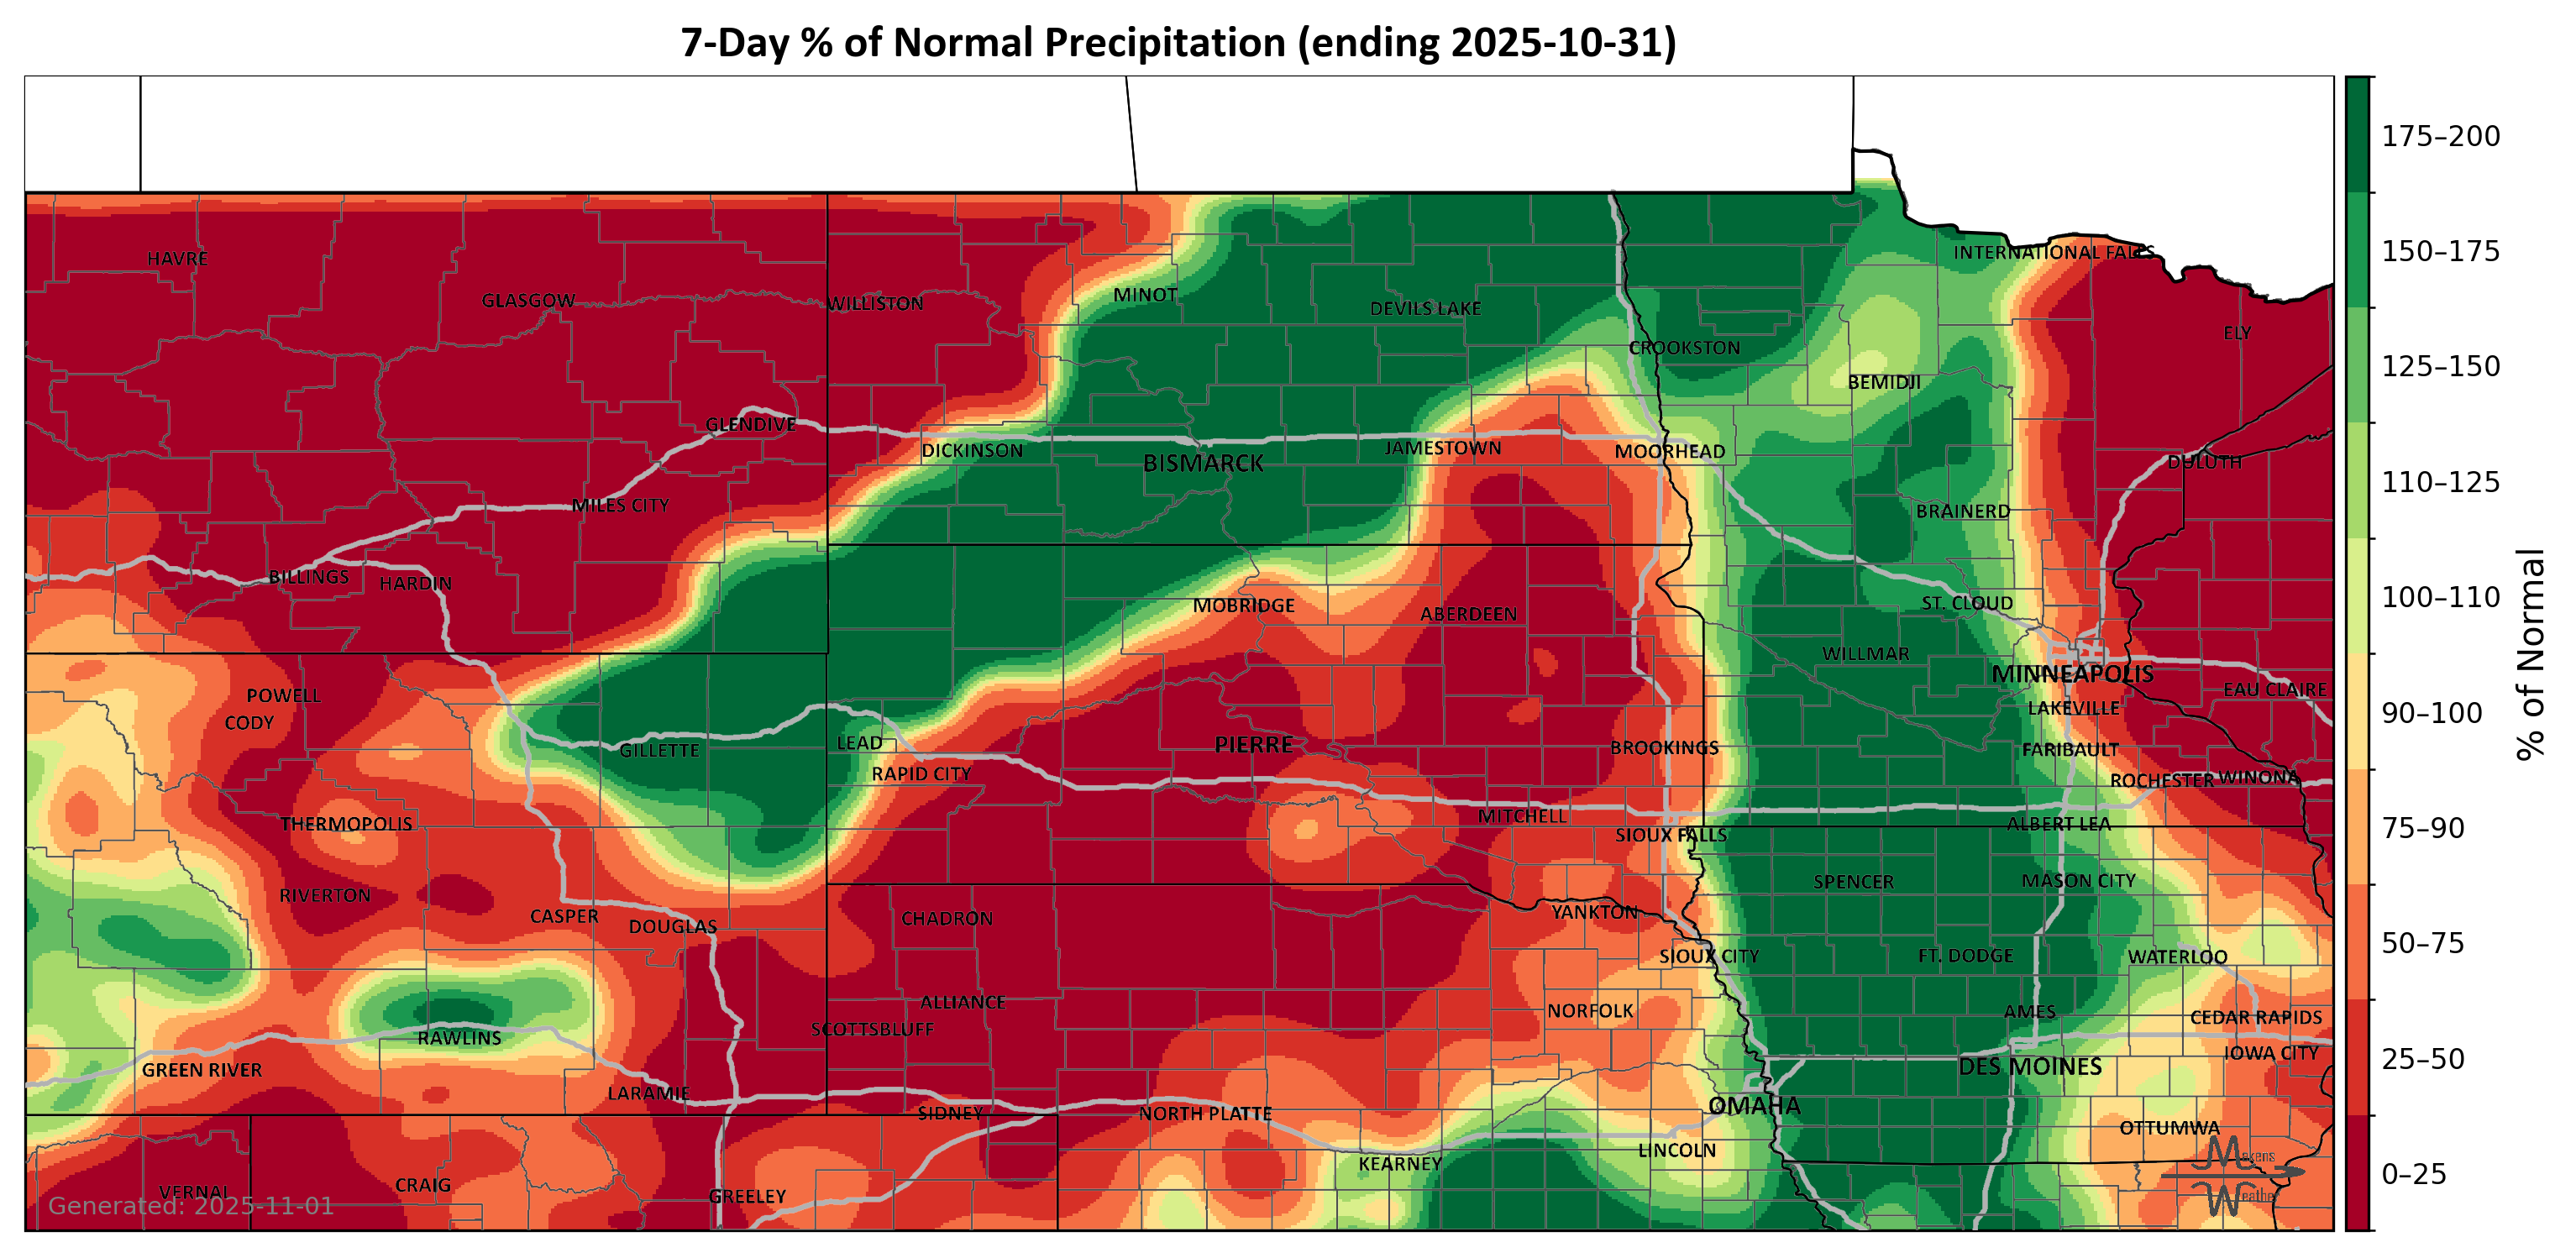 7-Day % of Normal Precipitation (ending 2025-10-31)
175–200
150–175
125–150
110–125
100–110
90–100
75–90
50–75
25–50
0–25
% of Normal
HAVRE
INTERNATIONAL FALLS
GLASGOW
WILLISTON
MINOT
DEVILS LAKE
ELY
CROOKSTON
BEMIDJI
GLENDIVE
DICKINSON
BISMARCK
JAMESTOWN
MOORHEAD
DULUTH
MILES CITY
BRAINERD
BILLINGS
HARDIN
MOBRIDGE
ABERDEEN
ST. CLOUD
WILLMAR
MINNEAPOLIS
POWELL
EAU CLAIRE
CODY
LAKEVILLE
GILLETTE
LEAD
PIERRE
BROOKINGS
FARIBAULT
RAPID CITY
ROCHESTER
WINONA
THERMOPOLIS
MITCHELL
SIOUX FALLS
ALBERT LEA
RIVERTON
SPENCER
MASON CITY
CASPER
DOUGLAS
CHADRON
YANKTON
SIOUX CITY
FT. DODGE
WATERLOO
ALLIANCE
NORFOLK
AMES
CEDAR RAPIDS
SCOTTSBLUFF
RAWLINS
IOWA CITY
GREEN RIVER
DES MOINES
LARAMIE
SIDNEY
NORTH PLATTE
OMAHA
OTTUMWA
KEARNEY
LINCOLN
VERNAL
CRAIG
GREELEY
Makens
Weather
Generated: 2025-11-01